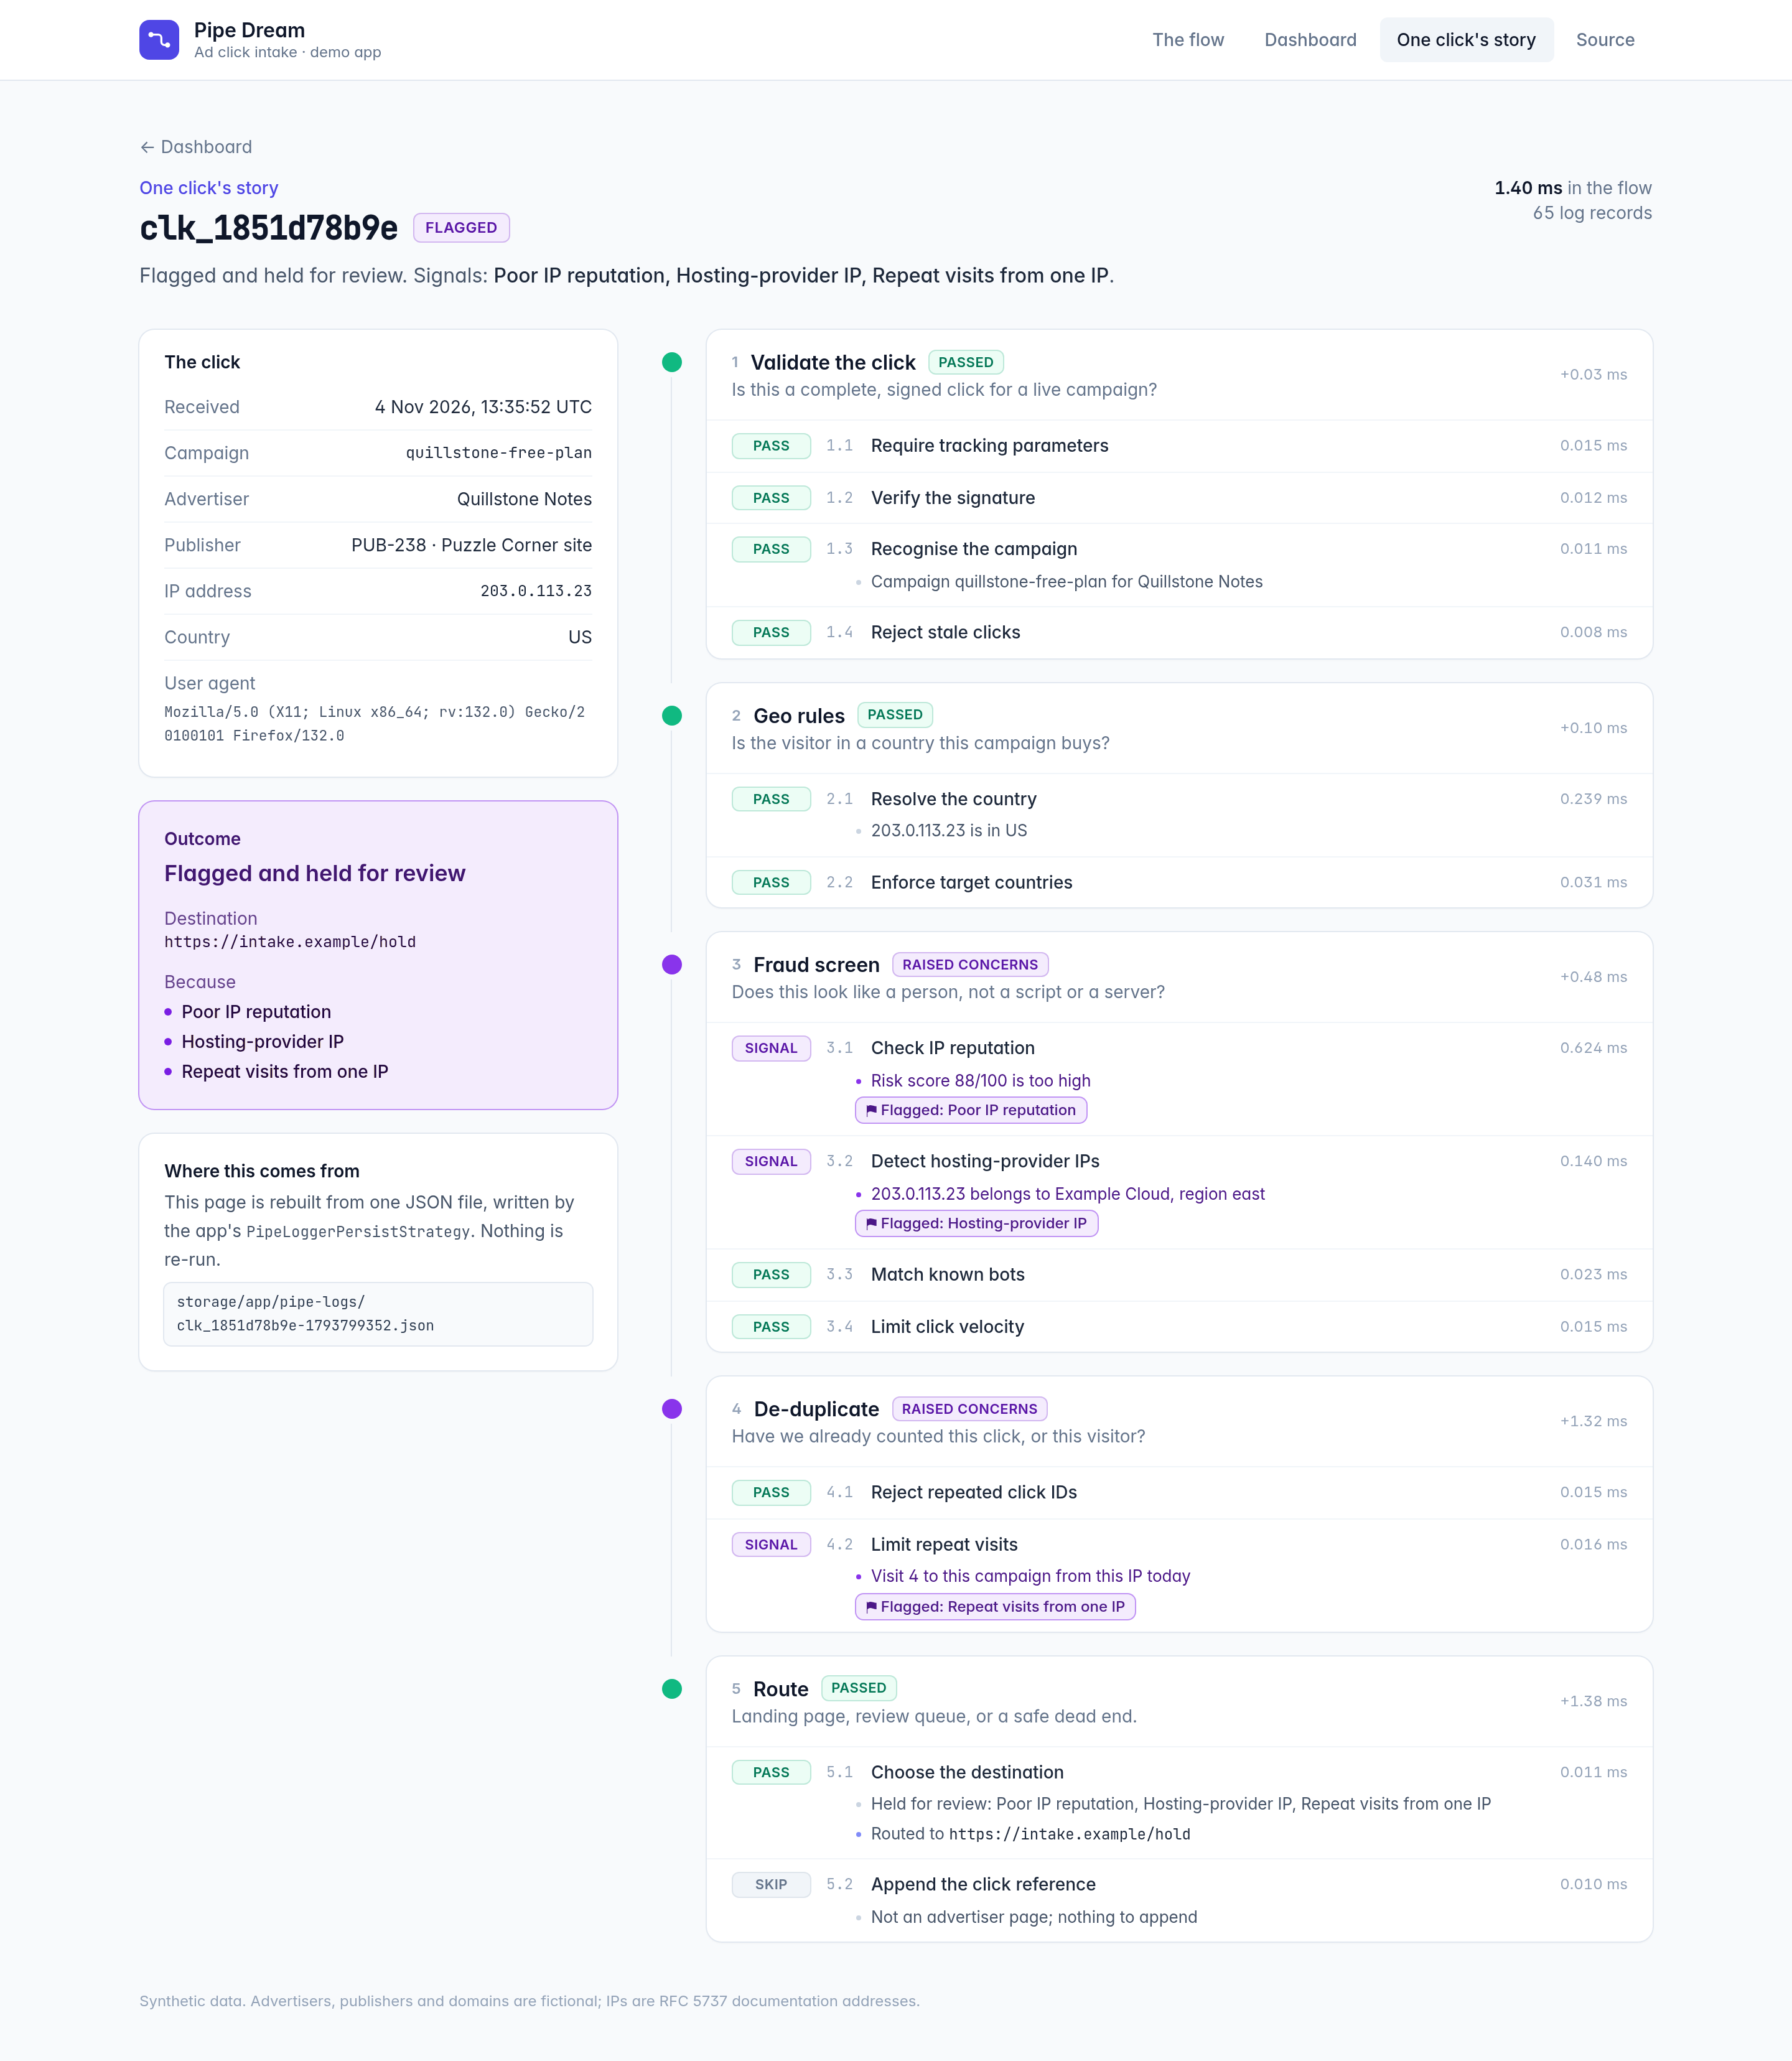 Pipe Dream
Ad click intake · demo app
The flow
Dashboard
One click's story
Source
← Dashboard
One click's story
1.40 ms in the flow
65 log records
clk_1851d78b9e FLAGGED
Flagged and held for review. Signals: Poor IP reputation, Hosting-provider IP, Repeat visits from one IP.
The click
Received 4 Nov 2026, 13:35:52 UTC
Campaign quillstone-free-plan
Advertiser Quillstone Notes
Publisher PUB-238 · Puzzle Corner site
IP address 203.0.113.23
Country US
User agent
Mozilla/5.0 (X11; Linux x86_64; rv:132.0) Gecko/2
0100101 Firefox/132.0
Outcome
Flagged and held for review
Destination
https://intake.example/hold
Because
Poor IP reputation
Hosting-provider IP
Repeat visits from one IP
Where this comes from
This page is rebuilt from one JSON file, written by
the app's PipeLoggerPersistStrategy. Nothing is
re-run.
storage/app/pipe-logs/
clk_1851d78b9e-1793799352.json
1 Validate the click PASSED
+0.03 ms
Is this a complete, signed click for a live campaign?
PASS 1.1 Require tracking parameters 0.015 ms
PASS 1.2 Verify the signature 0.012 ms
PASS 1.3 Recognise the campaign 0.011 ms
Campaign quillstone-free-plan for Quillstone Notes
PASS 1.4 Reject stale clicks 0.008 ms
2 Geo rules PASSED
+0.10 ms
Is the visitor in a country this campaign buys?
PASS 2.1 Resolve the country 0.239 ms
203.0.113.23 is in US
PASS 2.2 Enforce target countries 0.031 ms
3 Fraud screen RAISED CONCERNS
+0.48 ms
Does this look like a person, not a script or a server?
SIGNAL 3.1 Check IP reputation 0.624 ms
Risk score 88/100 is too high
Flagged: Poor IP reputation
SIGNAL 3.2 Detect hosting-provider IPs 0.140 ms
203.0.113.23 belongs to Example Cloud, region east
Flagged: Hosting-provider IP
PASS 3.3 Match known bots 0.023 ms
PASS 3.4 Limit click velocity 0.015 ms
4 De-duplicate RAISED CONCERNS
+1.32 ms
Have we already counted this click, or this visitor?
PASS 4.1 Reject repeated click IDs 0.015 ms
SIGNAL 4.2 Limit repeat visits 0.016 ms
Visit 4 to this campaign from this IP today
Flagged: Repeat visits from one IP
5 Route PASSED
+1.38 ms
Landing page, review queue, or a safe dead end.
PASS 5.1 Choose the destination 0.011 ms
Held for review: Poor IP reputation, Hosting-provider IP, Repeat visits from one IP
Routed to https://intake.example/hold
SKIP 5.2 Append the click reference 0.010 ms
Not an advertiser page; nothing to append
Synthetic data. Advertisers, publishers and domains are fictional; IPs are RFC 5737 documentation addresses.